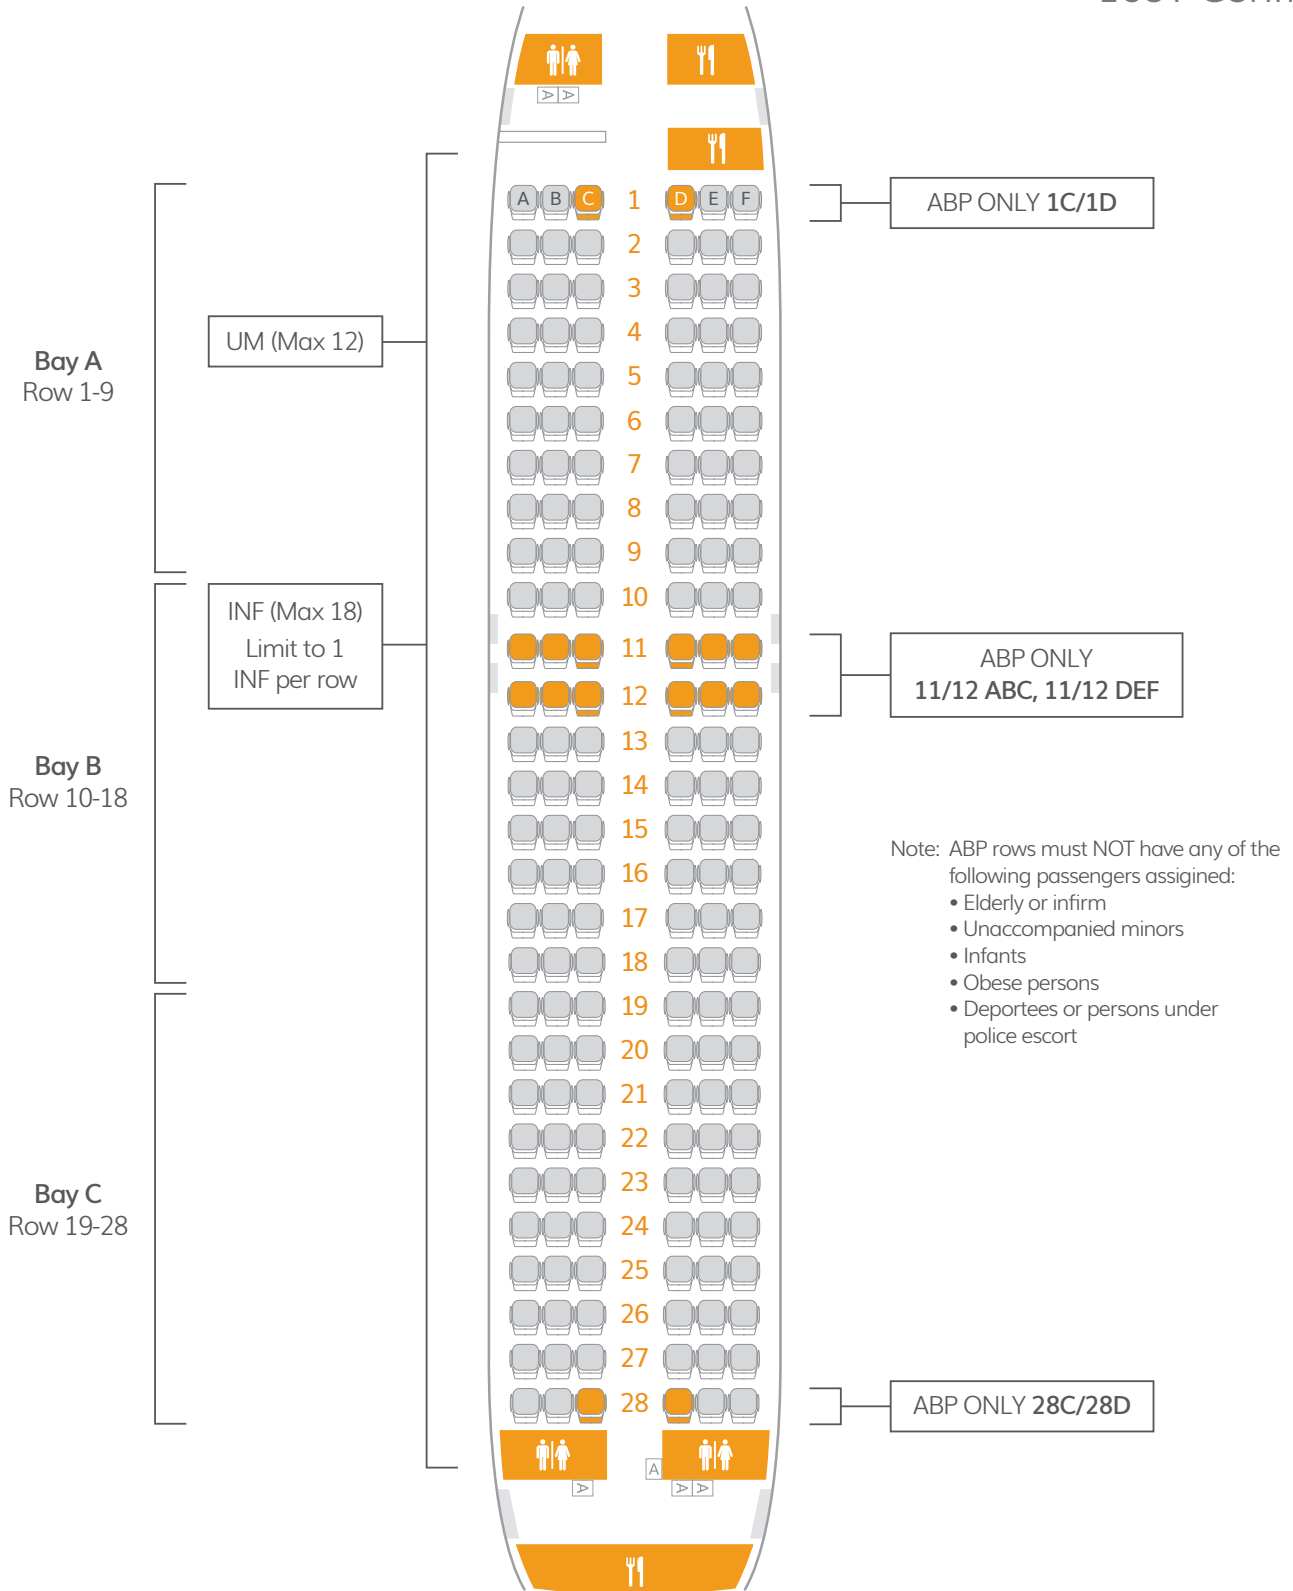 A
A
A B C 1 D E F
ABP ONLY 1C/1D
2
3
UM (Max 12)
4
Bay A
Row 1-9
5
6
7
8
9
INF (Max 18)
Limit to 1
INF per row
10
11
12
ABP ONLY
11/12 ABC, 11/12 DEF
13
Bay B
Row 10-18
14
15
16
17
18
Note: ABP rows must NOT have any of the
following passengers assigined:
• Elderly or infirm
• Unaccompanied minors
• Infants
• Obese persons
• Deportees or persons under
police escort
19
20
21
22
Bay C
Row 19-28
23
24
25
26
27
28
ABP ONLY 28C/28D
A
A
A
A